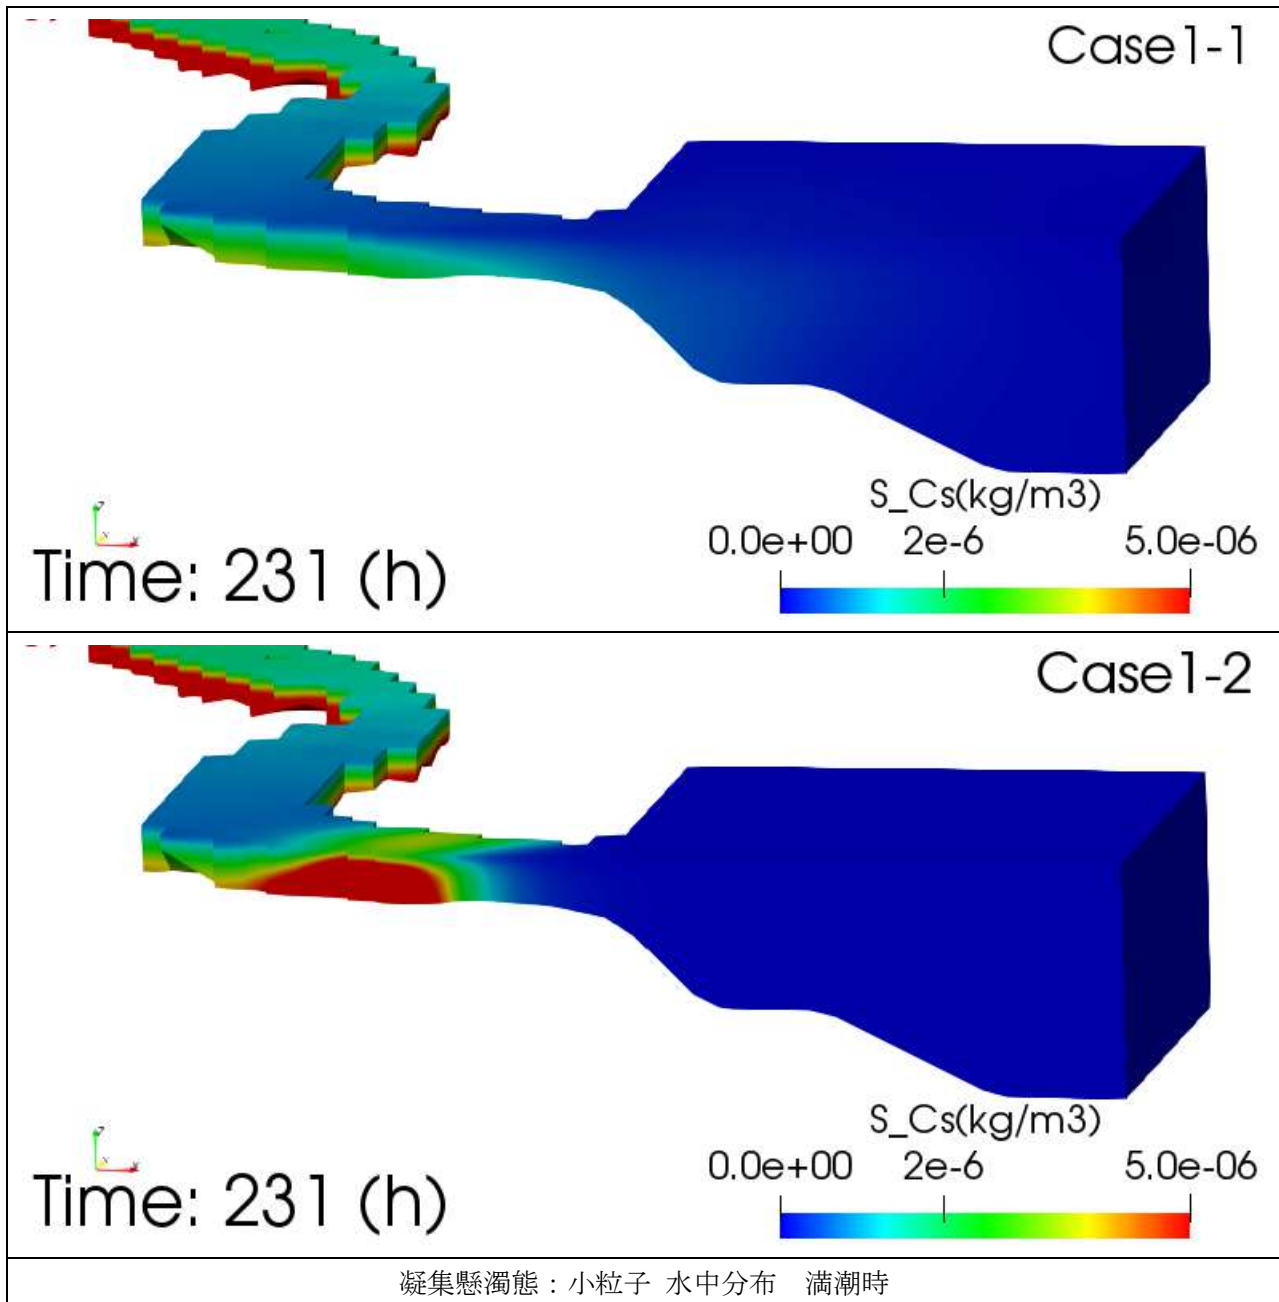 Case1-1
S_Cs(kg/m3)
0.0e+00 2e-6 5.0e-06
Time: 231 (h)
Case1-2
S_Cs(kg/m3)
0.0e+00 2e-6 5.0e-06
Time: 231 (h)
凝集懸濁態：小粒子 水中分布　満潮時